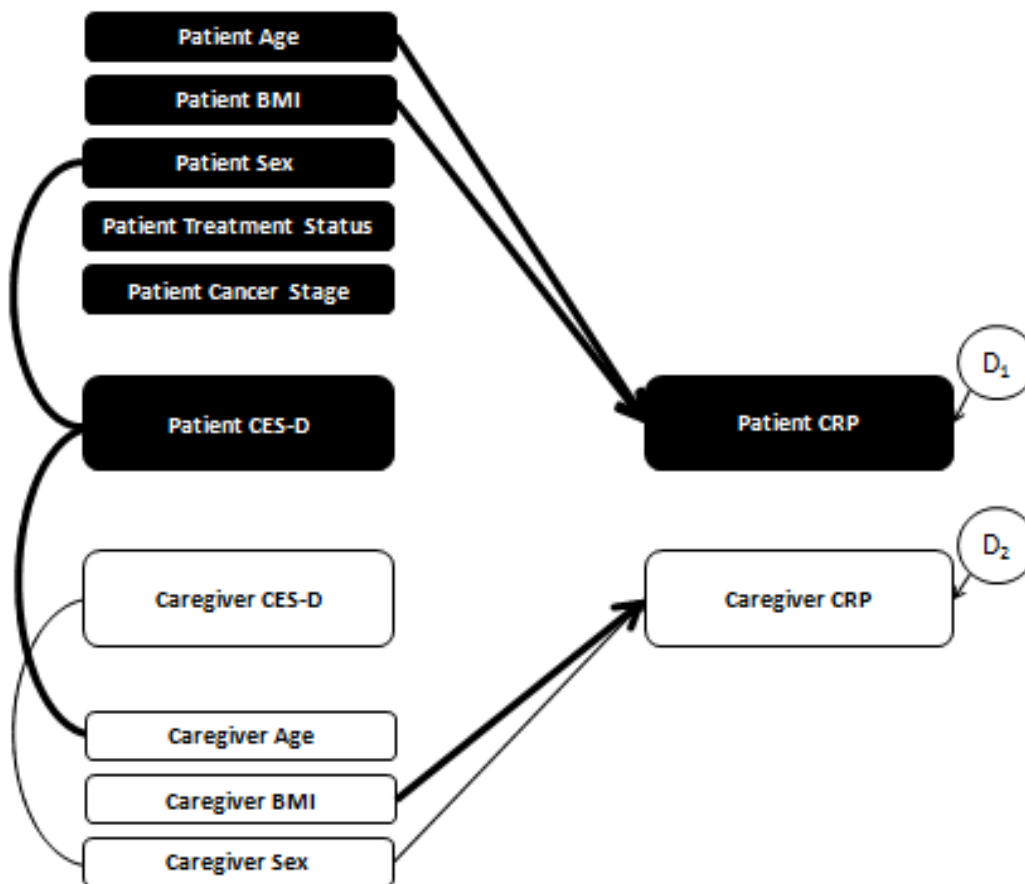 Patient Age
Patient BMI
Patient Sex
Patient Treatment Status
Patient Cancer Stage
D₁
Patient CES-D
Patient CRP
D₂
Caregiver CES-D
Caregiver CRP
Caregiver Age
Caregiver BMI
Caregiver Sex